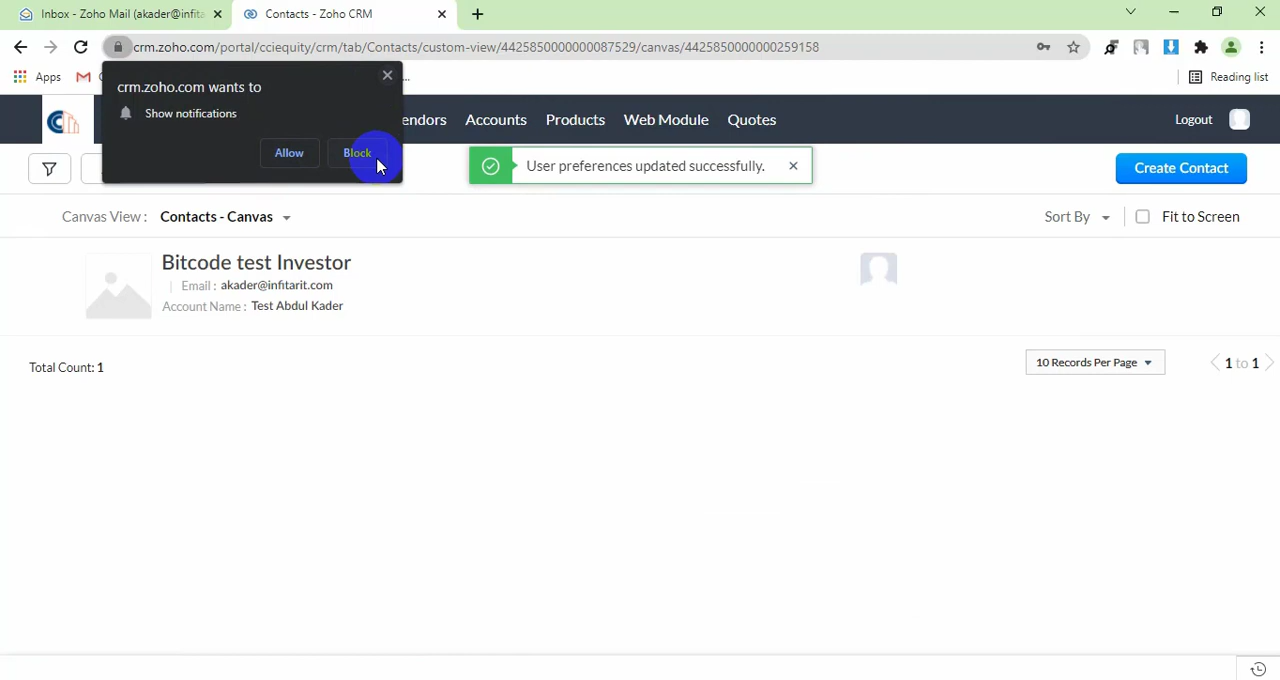 Inbox - Zoho Mail (akader@infita
Contacts - Zoho CRM
crm.zoho.com/portal/cciequity/crm/tab/Contacts/custom-view/4425850000000087529/canvas/4425850000000259158
Apps
Reading list
crm.zoho.com wants to
Show notifications
Allow
Block
endors
Accounts
Products
Web Module
Quotes
Logout
User preferences updated successfully.
Create Contact
Canvas View :
Contacts - Canvas
Sort By
Fit to Screen
Bitcode test Investor
| Email : akader@infitarit.com
Account Name : Test Abdul Kader
Total Count: 1
10 Records Per Page
1 to 1